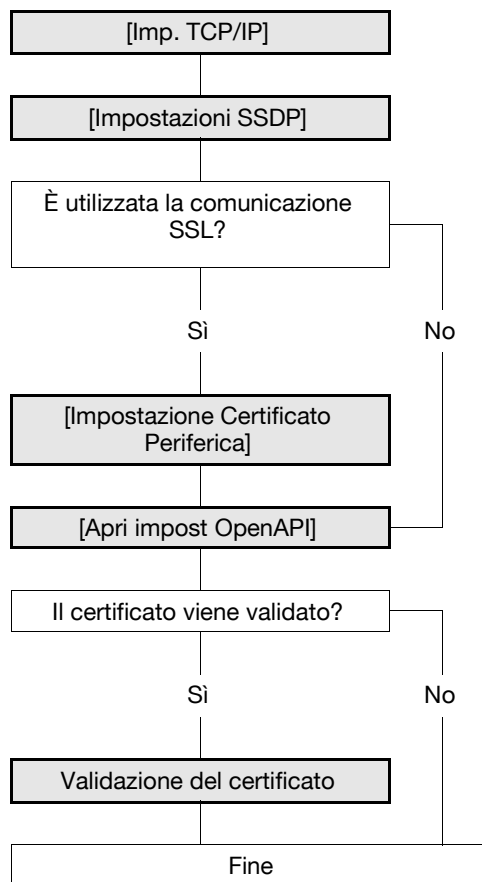 [Imp. TCP/IP]
[Impostazioni SSDP]
È utilizzata la comunicazione
SSL?
Sì
No
[Impostazione Certificato
Periferica]
[Apri impost OpenAPI]
Il certificato viene validato?
Sì
No
Validazione del certificato
Fine